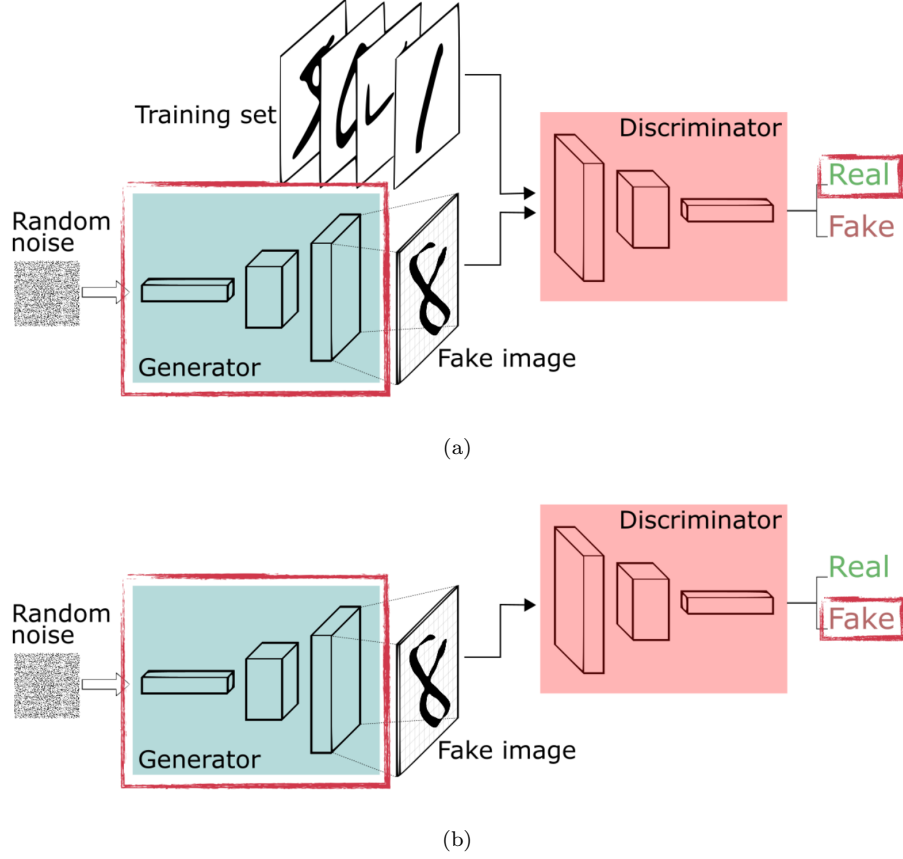 Training set
Discriminator
Real
Random
noise
Fake
Generator
Fake image
(a)
Discriminator
Real
Random
noise
Fake
Generator
Fake image
(b)